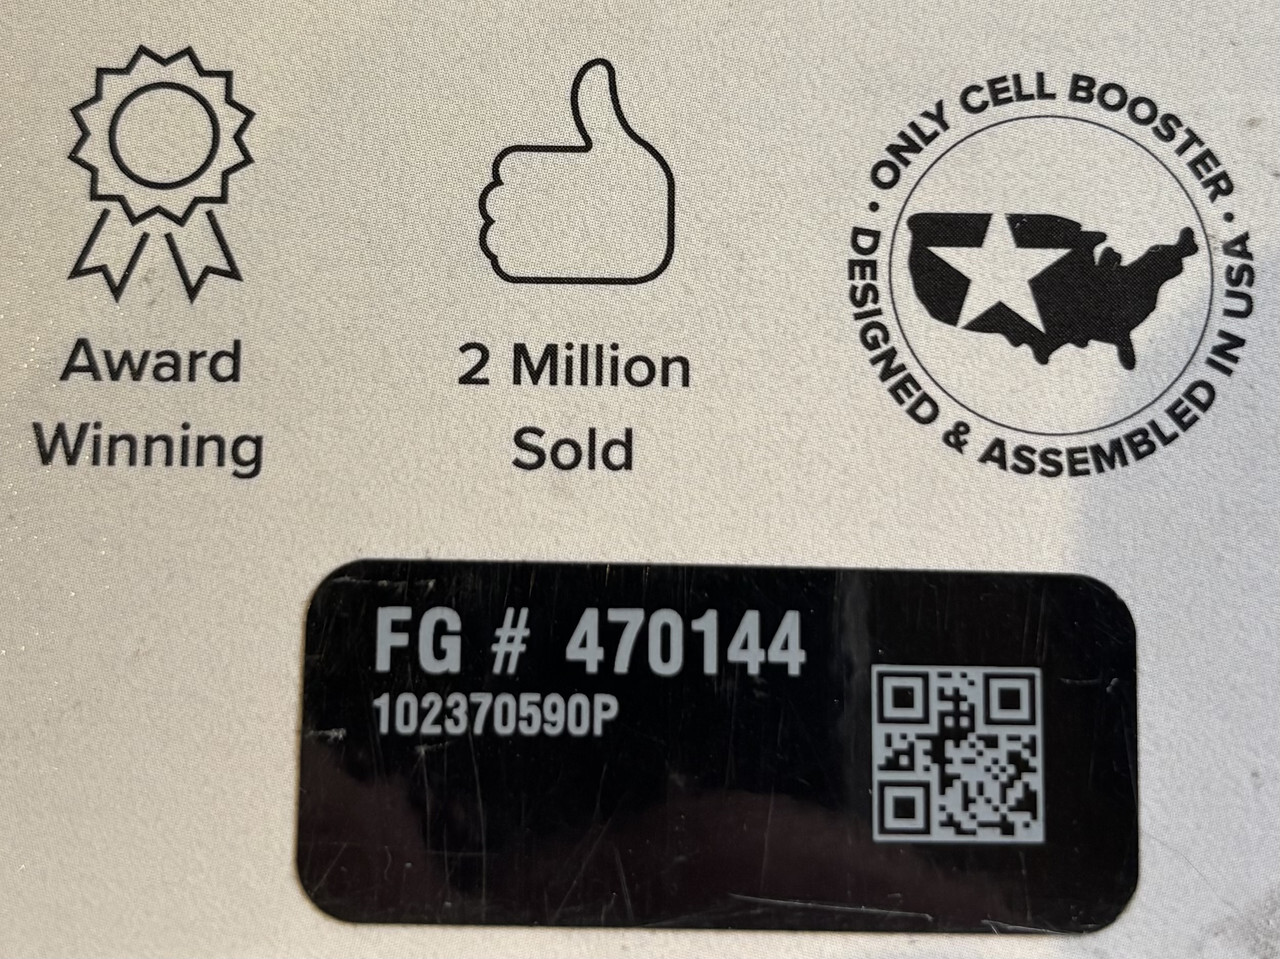 Award
Winning
2 Million
Sold
• ONLY CELL BOOSTER •
DESIGNED & ASSEMBLED IN USA
FG # 470144
102370590P